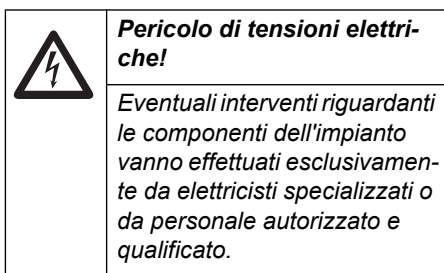 Pericolo di tensioni elettri-
che!
Eventuali interventi riguardanti
le componenti dell'impianto
vanno effettuati esclusivamen-
te da elettricisti specializzati o
da personale autorizzato e
qualificato.